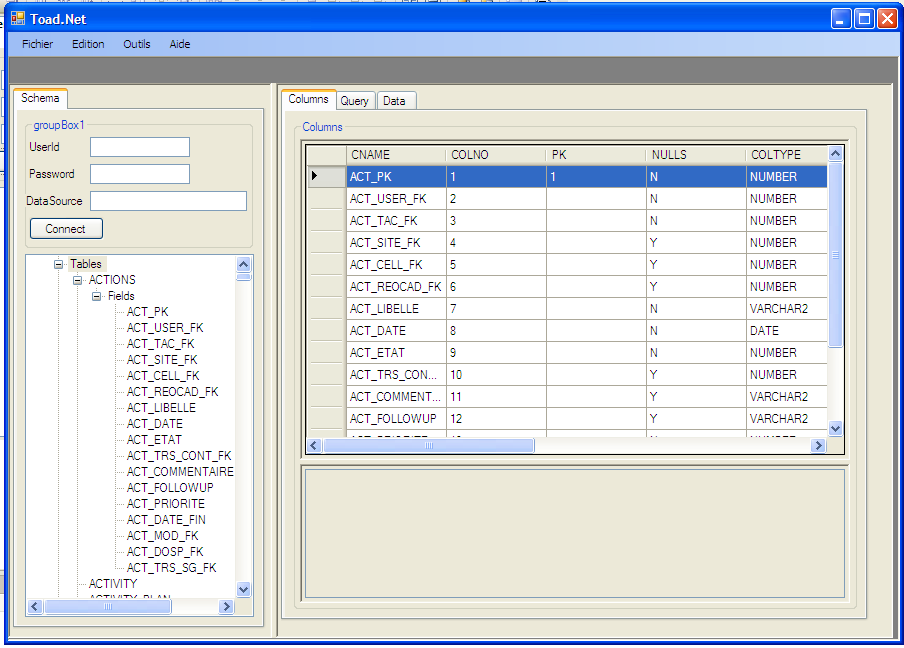 Toad.Net
Fichier Edition Outils Aide
Schema
groupBox1
UserId
Password
DataSource
Connect
Tables
ACTIONS
Fields
ACT_PK
ACT_USER_FK
ACT_TAC_FK
ACT_SITE_FK
ACT_CELL_FK
ACT_REOCAD_FK
ACT_LIBELLE
ACT_DATE
ACT_ETAT
ACT_TRS_CONT_FK
ACT_COMMENTAIRE
ACT_FOLLOWUP
ACT_PRIORITE
ACT_DATE_FIN
ACT_MOD_FK
ACT_DOSP_FK
ACT_TRS_SG_FK
ACTIVITY
ACTIVITY_PLAN
Columns Query Data
Columns
CNAME COLNO PK NULLS COLTYPE
ACT_PK 1 1 N NUMBER
ACT_USER_FK 2 N NUMBER
ACT_TAC_FK 3 N NUMBER
ACT_SITE_FK 4 Y NUMBER
ACT_CELL_FK 5 Y NUMBER
ACT_REOCAD_FK 6 Y NUMBER
ACT_LIBELLE 7 N VARCHAR2
ACT_DATE 8 N DATE
ACT_ETAT 9 N NUMBER
ACT_TRS_CON... 10 Y NUMBER
ACT_COMMENT... 11 Y VARCHAR2
ACT_FOLLOWUP 12 Y VARCHAR2